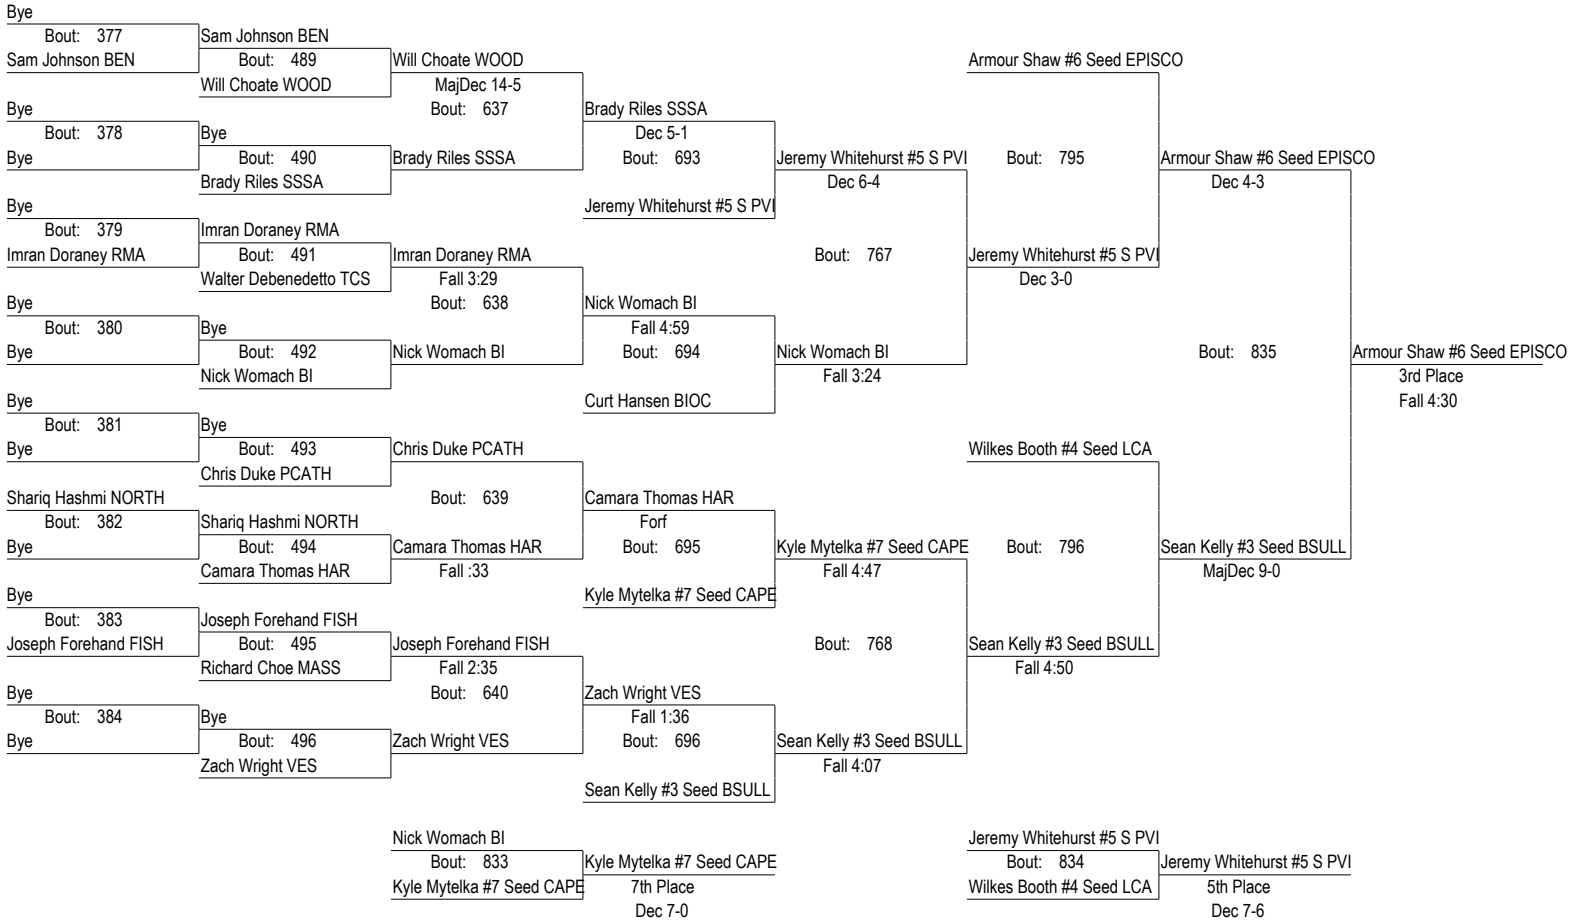 Bye
Bout: 377
Sam Johnson BEN
Sam Johnson BEN
Bout: 489
Will Choate WOOD
Will Choate WOOD
MajDec 14-5
Bout: 637
Armour Shaw #6 Seed EPISCO
Bye
Bout: 378
Bye
Bye
Bout: 490
Brady Riles SSSA
Brady Riles SSSA
Brady Riles SSSA
Dec 5-1
Bout: 693
Jeremy Whitehurst #5 S PVI
Jeremy Whitehurst #5 S PVI
Dec 6-4
Bout: 795
Armour Shaw #6 Seed EPISCO
Dec 4-3
Bye
Bout: 379
Imran Doraney RMA
Imran Doraney RMA
Bout: 491
Walter Debenedetto TCS
Imran Doraney RMA
Fall 3:29
Bout: 638
Bout: 767
Jeremy Whitehurst #5 S PVI
Dec 3-0
Bye
Bout: 380
Bye
Bye
Bout: 492
Nick Womach BI
Nick Womach BI
Nick Womach BI
Fall 4:59
Bout: 694
Curt Hansen BIOC
Nick Womach BI
Fall 3:24
Bout: 835
Armour Shaw #6 Seed EPISCO
3rd Place
Fall 4:30
Bye
Bout: 381
Bye
Bye
Bout: 493
Chris Duke PCATH
Chris Duke PCATH
Bout: 639
Wilkes Booth #4 Seed LCA
Shariq Hashmi NORTH
Bout: 382
Bye
Shariq Hashmi NORTH
Bout: 494
Camara Thomas HAR
Camara Thomas HAR
Fall :33
Camara Thomas HAR
Forf
Bout: 695
Kyle Mytelka #7 Seed CAPE
Kyle Mytelka #7 Seed CAPE
Fall 4:47
Bout: 796
Sean Kelly #3 Seed BSULL
MajDec 9-0
Bye
Bout: 383
Joseph Forehand FISH
Joseph Forehand FISH
Bout: 495
Richard Choe MASS
Joseph Forehand FISH
Fall 2:35
Bout: 640
Bout: 768
Sean Kelly #3 Seed BSULL
Fall 4:50
Bye
Bout: 384
Bye
Bye
Bout: 496
Zach Wright VES
Zach Wright VES
Zach Wright VES
Fall 1:36
Bout: 696
Sean Kelly #3 Seed BSULL
Sean Kelly #3 Seed BSULL
Fall 4:07
Nick Womach BI
Bout: 833
Kyle Mytelka #7 Seed CAPE
Kyle Mytelka #7 Seed CAPE
7th Place
Dec 7-0
Jeremy Whitehurst #5 S PVI
Bout: 834
Wilkes Booth #4 Seed LCA
Jeremy Whitehurst #5 S PVI
5th Place
Dec 7-6